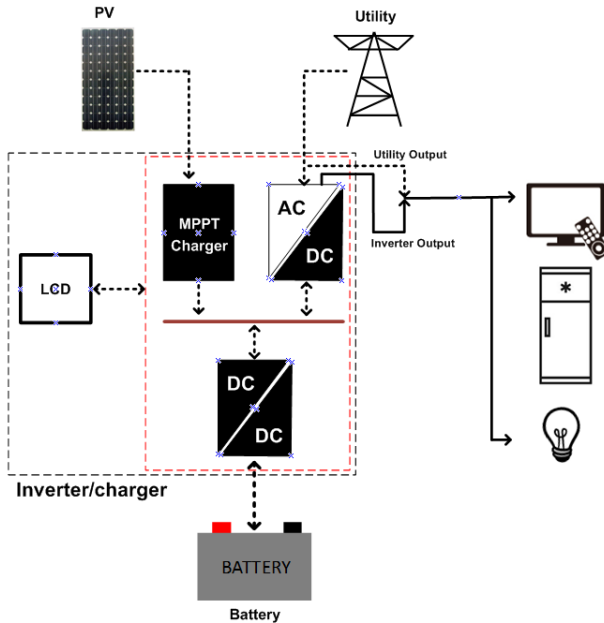 PV
Utility
Utility Output
AC
MPPT
Charger
DC
Inverter Output
LCD
DC
DC
Inverter/charger
BATTERY
Battery